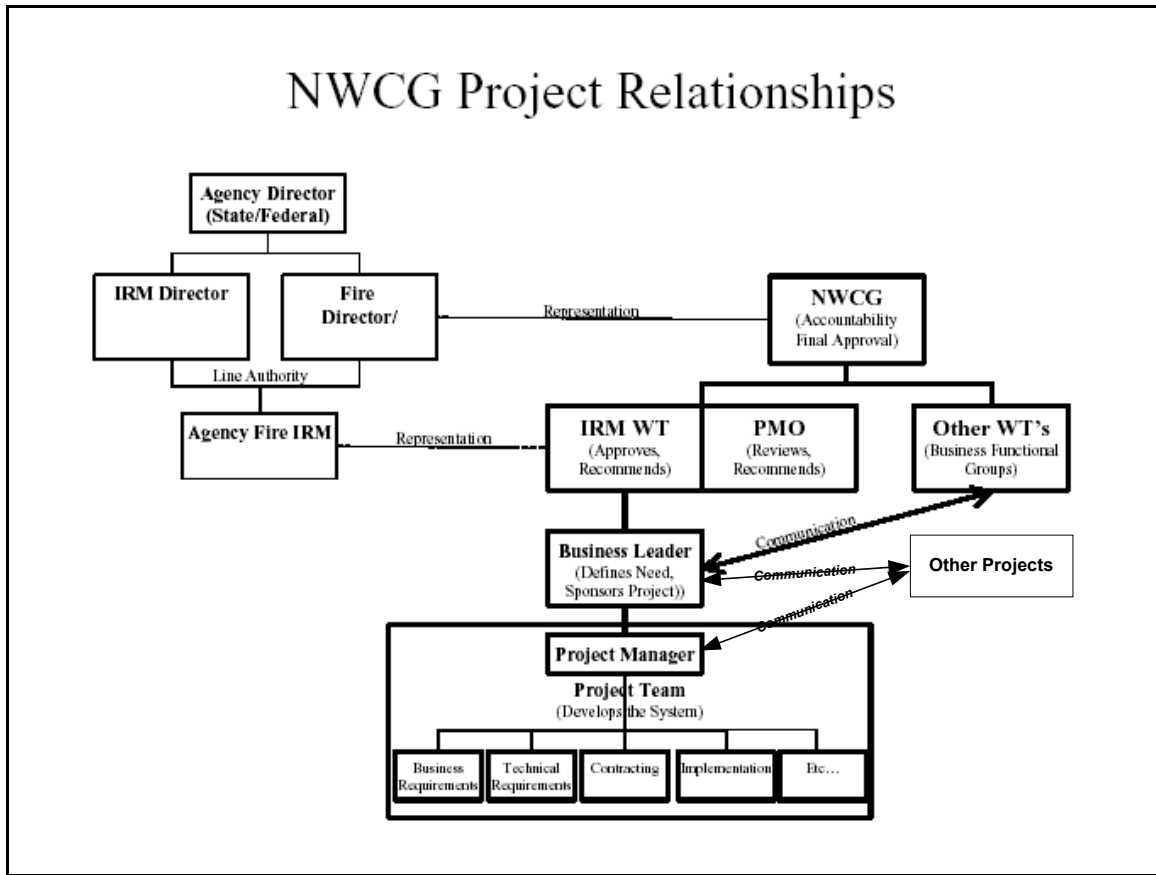 NWCG Project Relationships
Agency Director
(State/Federal)
IRM Director
Fire
Director/
Representation
NWCG
(Accountability
Final Approval)
Line Authority
Agency Fire IRM
Representation
IRM WT
(Approves,
Recommends)
PMO
(Reviews,
Recommends)
Other WT's
(Business Functional
Groups)
Communication
Business Leader
(Defines Need,
Sponsors Project))
Communication
Other Projects
Communication
Project Manager
Project Team
(Develops the System)
Business
Requirements
Technical
Requirements
Contracting
Implementation
Etc…